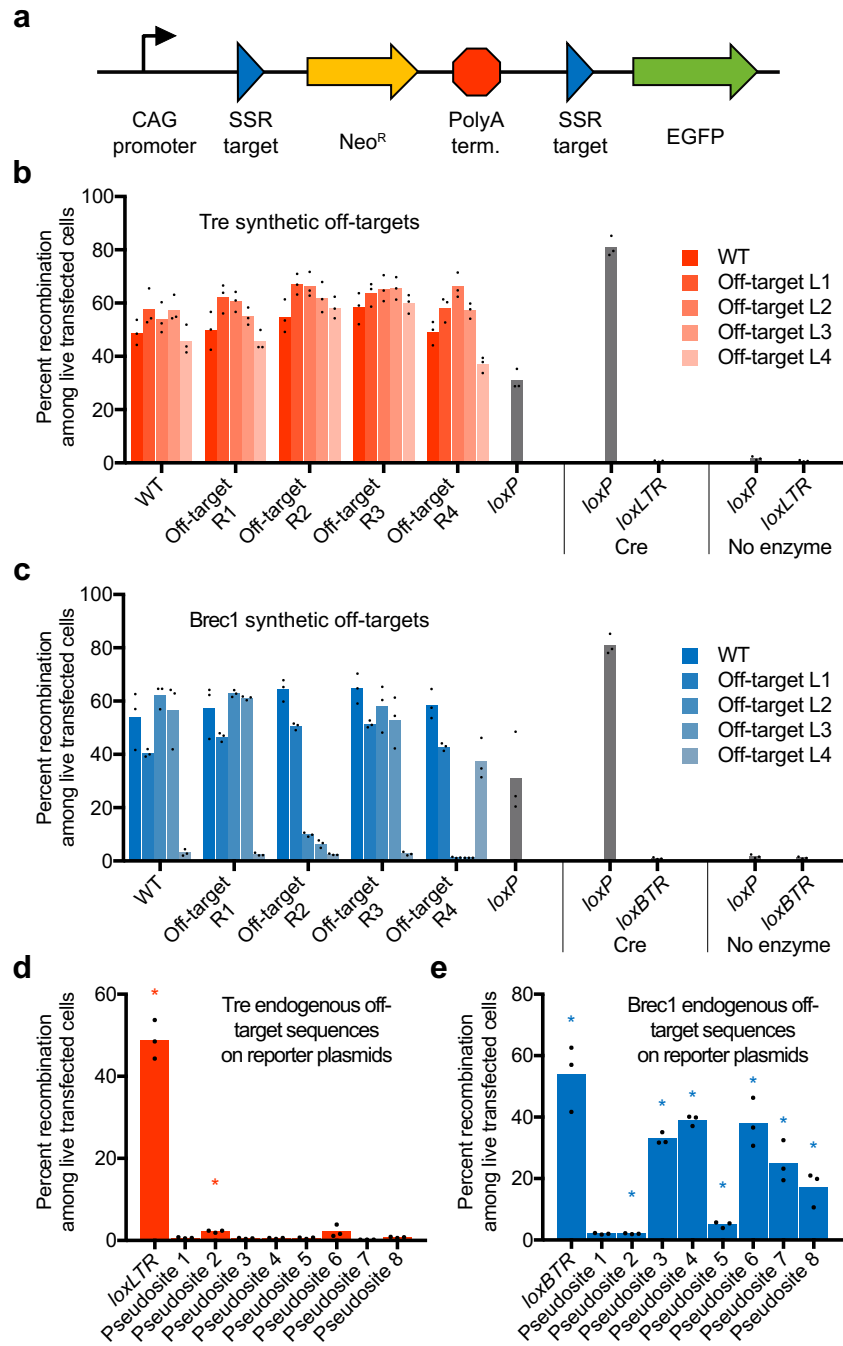 a
CAG
promoter
SSR
target
Neo^R
PolyA
term.
SSR
target
EGFP
b
Percent recombination
among live transfected cells
100
80
60
40
20
0
Tre synthetic off-targets
WT
Off-target L1
Off-target L2
Off-target L3
Off-target L4
WT
Off-target
R1
Off-target
R2
Off-target
R3
Off-target
R4
loxP
loxP
loxLTR
loxP
loxLTR
Cre
No enzyme
c
Percent recombination
among live transfected cells
100
80
60
40
20
0
Brec1 synthetic off-targets
WT
Off-target L1
Off-target L2
Off-target L3
Off-target L4
WT
Off-target
R1
Off-target
R2
Off-target
R3
Off-target
R4
loxP
loxP
loxBTR
loxP
loxBTR
Cre
No enzyme
d
Percent recombination
among live transfected cells
60
40
20
0
*
*
Tre endogenous off-
target sequences
on reporter plasmids
loxLTR
Pseudosite 1
Pseudosite 2
Pseudosite 3
Pseudosite 4
Pseudosite 5
Pseudosite 6
Pseudosite 7
Pseudosite 8
e
Percent recombination
among live transfected cells
80
60
40
20
0
Brec1 endogenous off-
target sequences
on reporter plasmids
*
*
*
*
*
*
*
*
loxBTR
Pseudosite 1
Pseudosite 2
Pseudosite 3
Pseudosite 4
Pseudosite 5
Pseudosite 6
Pseudosite 7
Pseudosite 8